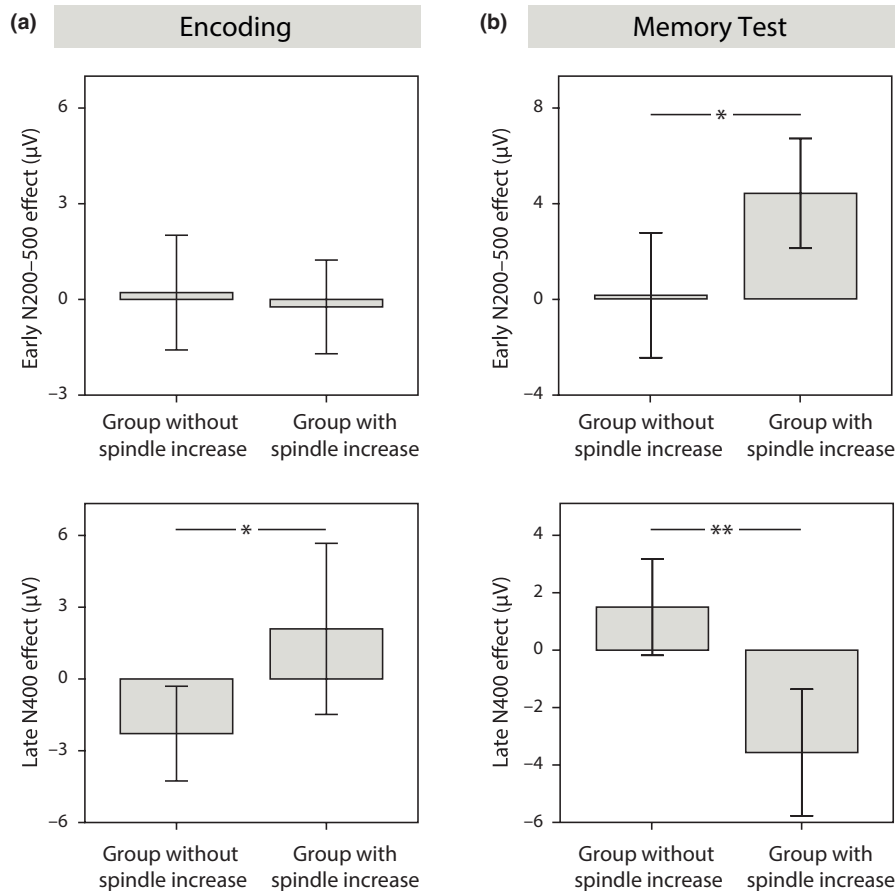 (a)
Encoding
Early N200–500 effect (µV)
6
3
0
−3
Group without
spindle increase
Group with
spindle increase
Late N400 effect (µV)
*
6
3
0
−3
−6
Group without
spindle increase
Group with
spindle increase
(b)
Memory Test
Early N200–500 effect (µV)
*
8
4
0
−4
Group without
spindle increase
Group with
spindle increase
Late N400 effect (µV)
**
4
2
0
−2
−4
−6
Group without
spindle increase
Group with
spindle increase